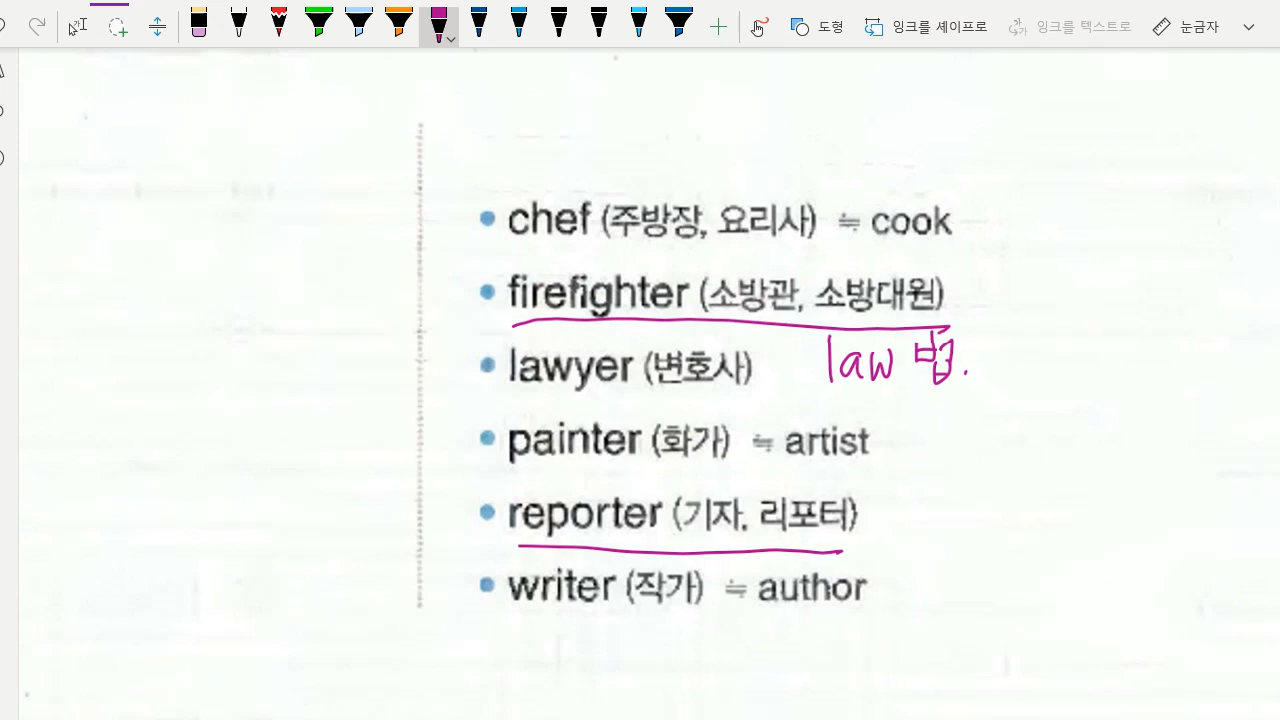 도형 잉크를 셰이프로 잉크를 텍스트로 눈금자
• chef (주방장, 요리사) ≒ cook
• firefighter (소방관, 소방대원)
• lawyer (변호사) law 법.
• painter (화가) ≒ artist
• reporter (기자, 리포터)
• writer (작가) ≒ author